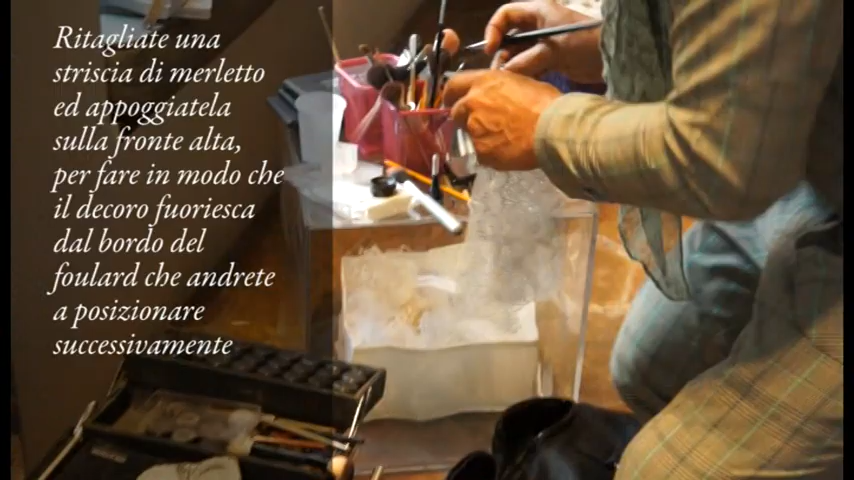 Ritagliate una
striscia di merletto
ed appoggiatela
sulla fronte alta,
per fare in modo che
il decoro fuoriesca
dal bordo del
foulard che andrete
a posizionare
successivamente